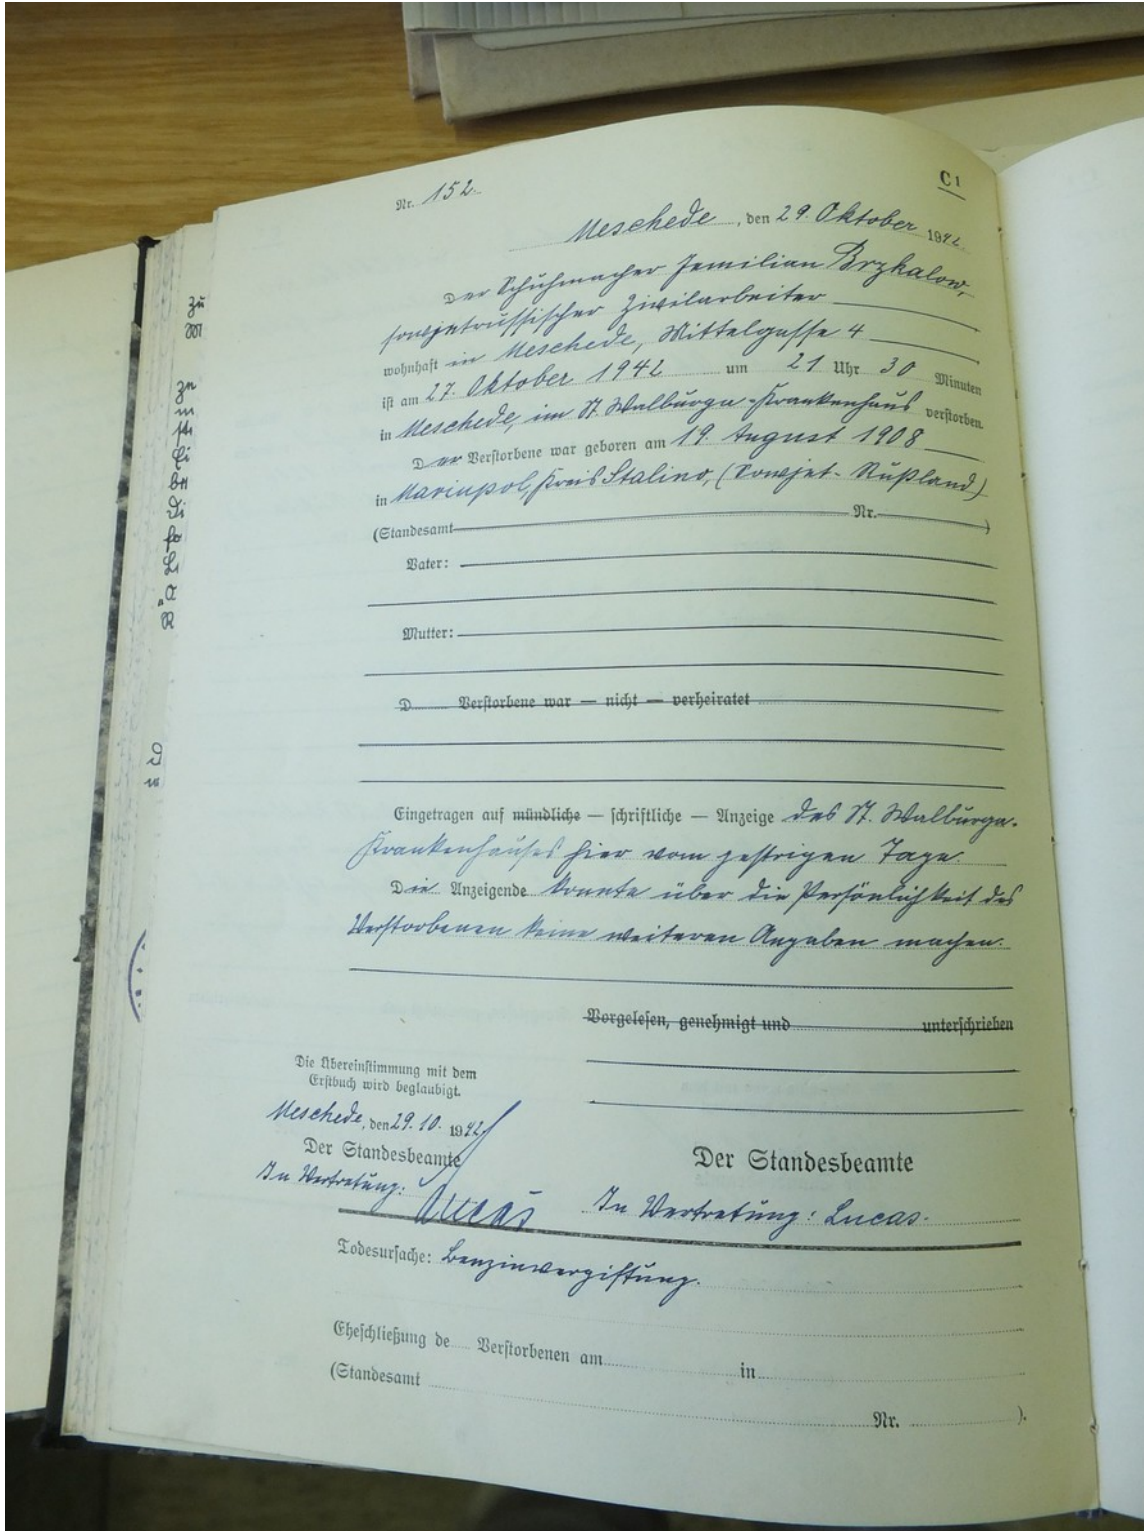 Nr. 152.
C1
Meschede, den 29. Oktober 1942.
Der Schuhmacher Jemilian Brzkalow,
sowjetrussischer Zivilarbeiter
wohnhaft in Meschede, Mittelgasse 4
ist am 27. Oktober 1942 um 21 Uhr 30 Minuten
in Meschede, im St. Walburga-Krankenhaus verstorben.
Der Verstorbene war geboren am 19. August 1908
in Mariupol, Kreis Stalino, (Sowjet-Rußland)
(Standesamt Nr. )
Vater:
Mutter:
D Verstorbene war — nicht — verheiratet
Eingetragen auf mündliche — schriftliche — Anzeige des St. Walburga-
Krankenhauses hier vom gestrigen Tage.
Die Anzeigende konnte über die Persönlichkeit des
Verstorbenen keine weiteren Angaben machen.
Vorgelesen, genehmigt und unterschrieben
Die Übereinstimmung mit dem
Erstbuch wird beglaubigt.
Meschede, den 29. 10. 1942
Der Standesbeamte
In Vertretung: Lucas
Der Standesbeamte
In Vertretung: Lucas.
Todesursache: Benzinvergiftung.
Eheschließung de Verstorbenen am in
(Standesamt Nr. ).